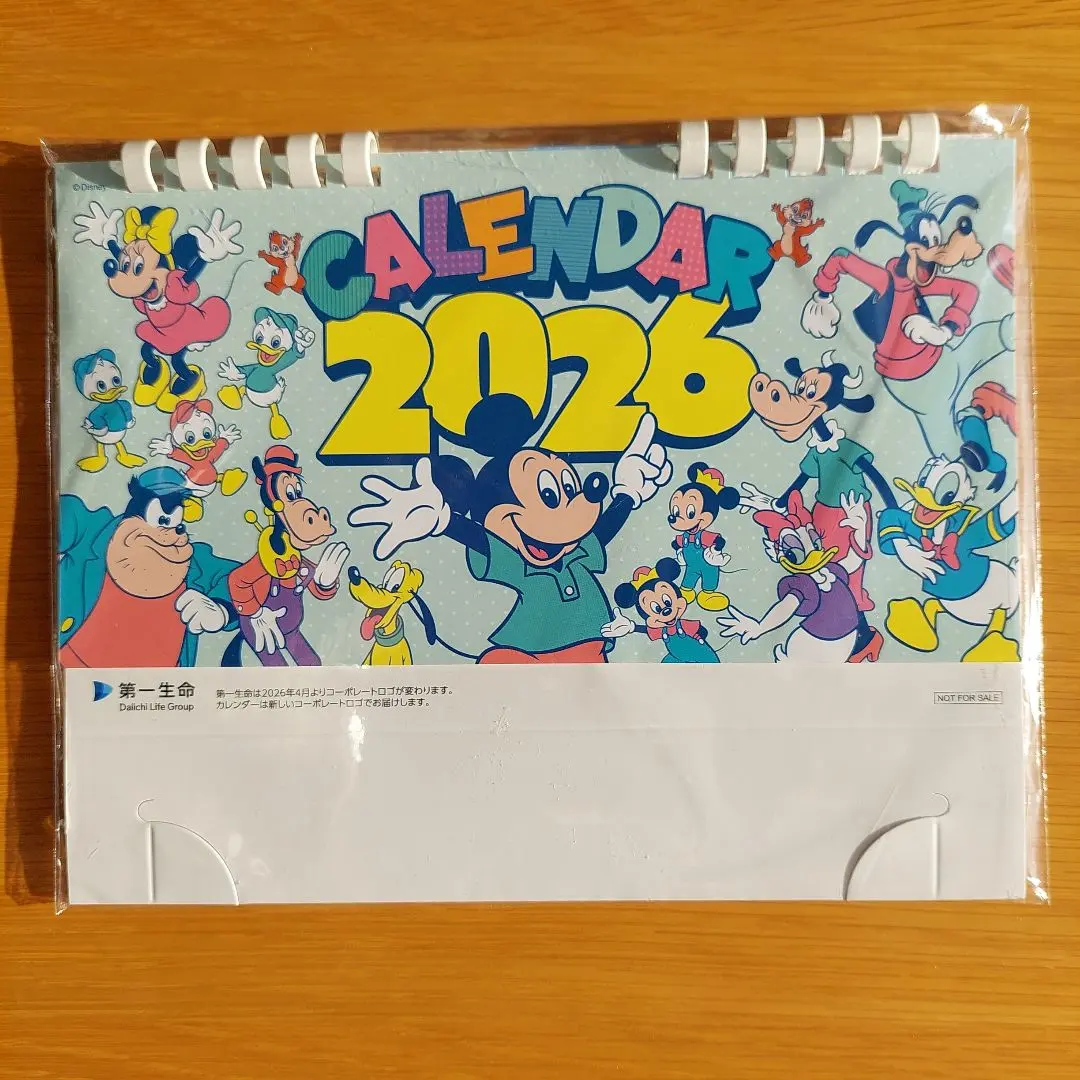 © Disney
CALENDAR
2026
第一生命
Daiichi Life Group
第一生命は2026年4月よりコーポレートロゴが変わります。
カレンダーは新しいコーポレートロゴでお届けします。
NOT FOR SALE